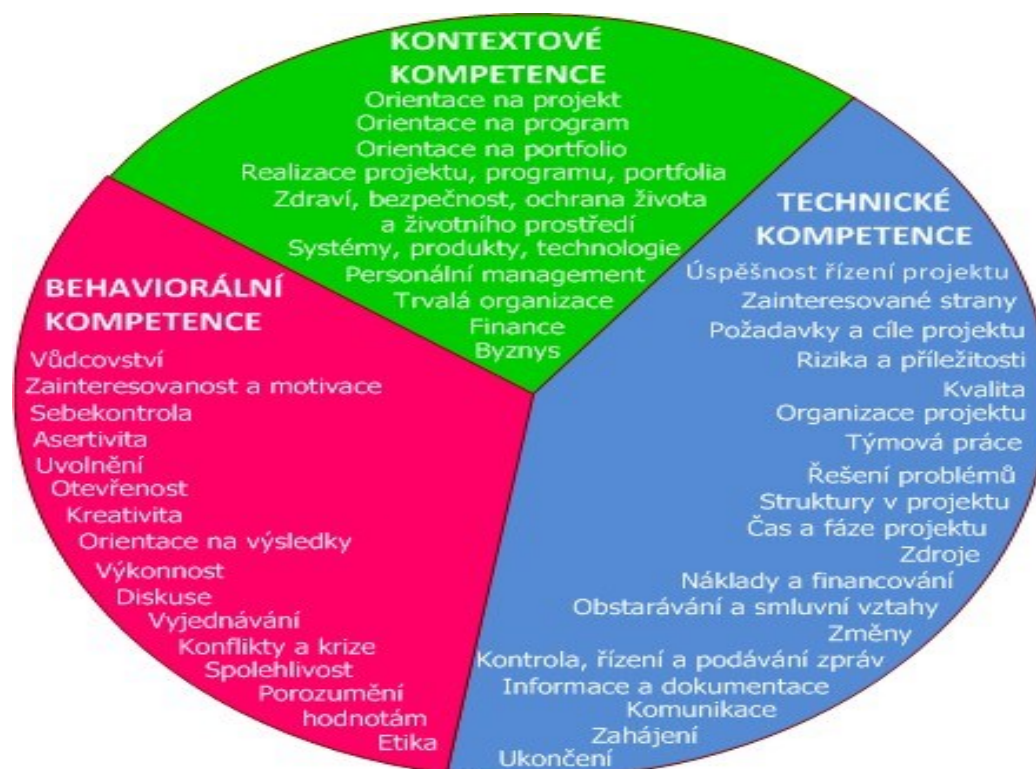 KONTEXTOVÉ
KOMPETENCE
Orientace na projekt
Orientace na program
Orientace na portfolio
Realizace projektu, programu, portfolia
Zdraví, bezpečnost, ochrana života
a životního prostředí
Systémy, produkty, technologie
Personální management
Trvalá organizace
Finance
Byznys
TECHNICKÉ
KOMPETENCE
Úspěšnost řízení projektu
Zainteresované strany
Požadavky a cíle projektu
Rizika a příležitosti
Kvalita
Organizace projektu
Týmová práce
Řešení problémů
Struktury v projektu
Čas a fáze projektu
Zdroje
Náklady a financování
Obstarávání a smluvní vztahy
Změny
Kontrola, řízení a podávání zpráv
Informace a dokumentace
Komunikace
Zahájení
Ukončení
BEHAVIORÁLNÍ
KOMPETENCE
Vůdcovství
Zainteresovanost a motivace
Sebekontrola
Asertivita
Uvolnění
Otevřenost
Kreativita
Orientace na výsledky
Výkonnost
Diskuse
Vyjednávání
Konflikty a krize
Spolehlivost
Porozumění
hodnotám
Etika